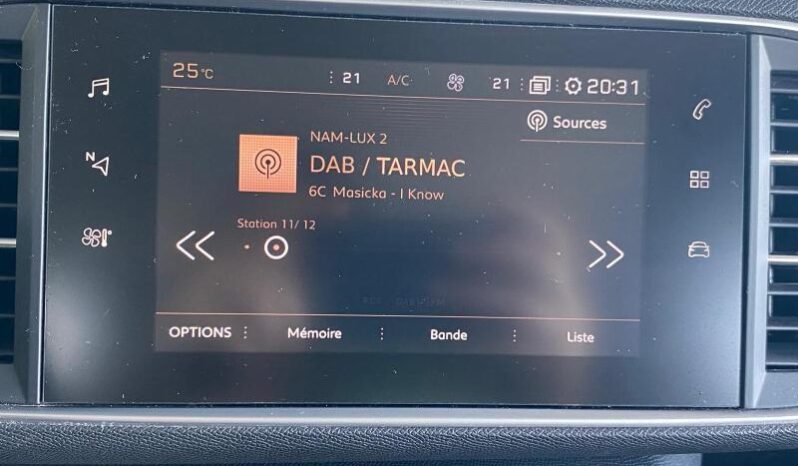 25°C
21 A/C 21 20:31
Sources
NAM-LUX 2
DAB / TARMAC
6C Masicka - I Know
Station 11/ 12
N
OPTIONS Mémoire Bande Liste